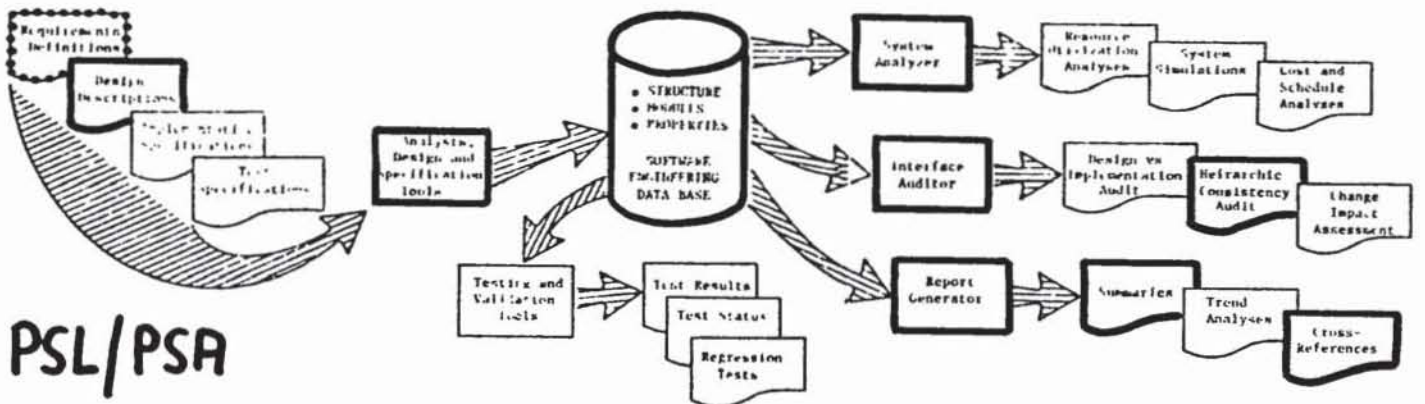 Requirements
Definitions
Design
Descriptions
Specifications
Test
Specifications
Analysis,
Design and
Specification
Tools
• STRUCTURE
• MODULES
• PROPERTIES
SOFTWARE
ENGINEERING
DATA BASE
System
Analyzer
Resource
Utilization
Analyses
System
Simulations
Cost and
Schedule
Analyses
Interface
Auditor
Design vs
Implementation
Audit
Heirarchic
Consistency
Audit
Change
Impact
Assessment
Testing and
Validation
Tools
Test Results
Test Status
Regression
Tests
Report
Generator
Summaries
Trend
Analyses
Cross-
References
PSL/PSA